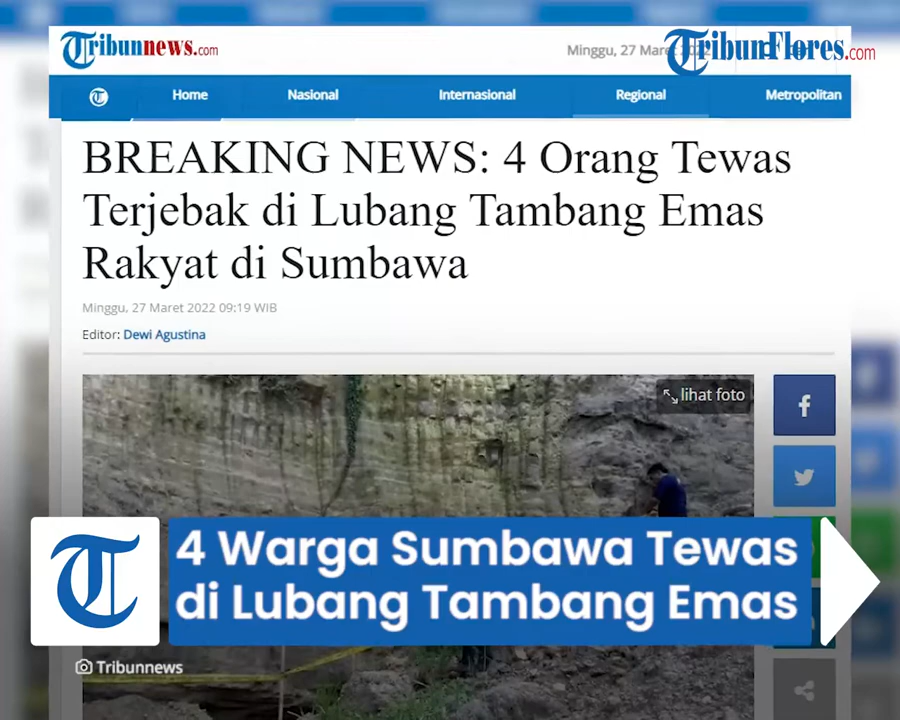 Tribunnews.com
Minggu, 27 Maret 2022
TribunFlores.com
Home Nasional Internasional Regional Metropolitan
BREAKING NEWS: 4 Orang Tewas
Terjebak di Lubang Tambang Emas
Rakyat di Sumbawa
Minggu, 27 Maret 2022 09:19 WIB
Editor: Dewi Agustina
lihat foto
4 Warga Sumbawa Tewas
di Lubang Tambang Emas
Tribunnews